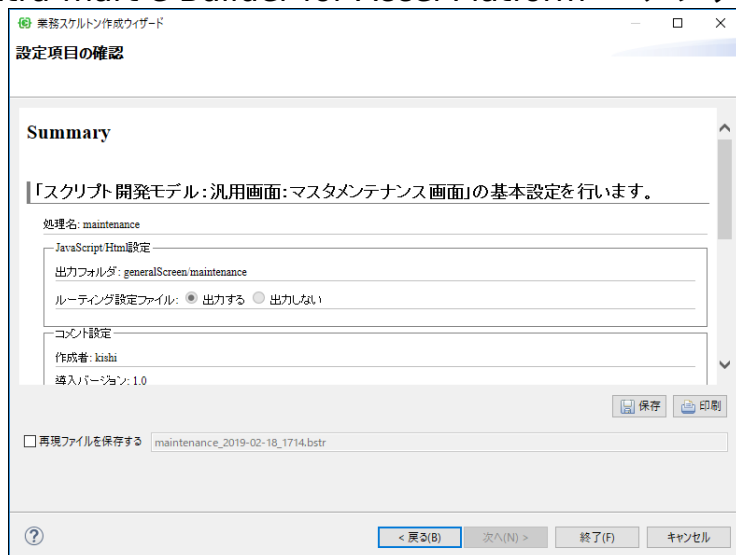 業務スケルトン作成ウィザード
設定項目の確認
Summary
「スクリプト開発モデル:汎用画面:マスタメンテナンス画面」の基本設定を行います。
処理名: maintenance
JavaScript/Html設定
出力フォルダ: generalScreen/maintenance
ルーティング設定ファイル: 出力する 出力しない
コメント設定
作成者: kishi
導入バージョン: 1.0
保存 印刷
再現ファイルを保存する maintenance_2019-02-18_1714.bstr
< 戻る(B) 次へ(N) > 終了(F) キャンセル